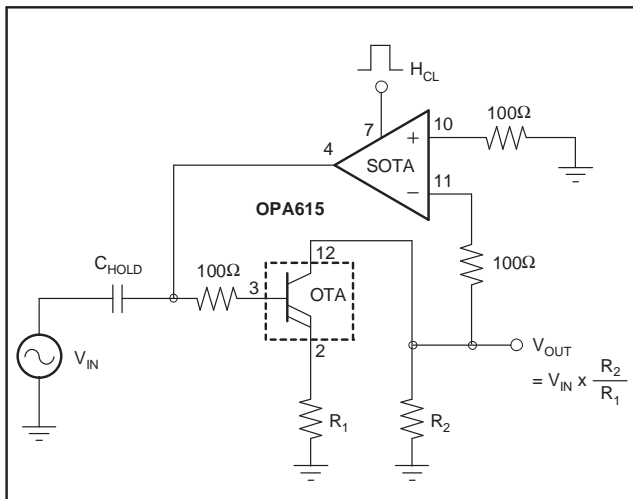 H_CL
100Ω
7
10
4
+
SOTA
11
−
OPA615
C_HOLD
100Ω
100Ω
12
3
OTA
2
V_IN
V_OUT
= V_IN x R_2/R_1
R_1
R_2